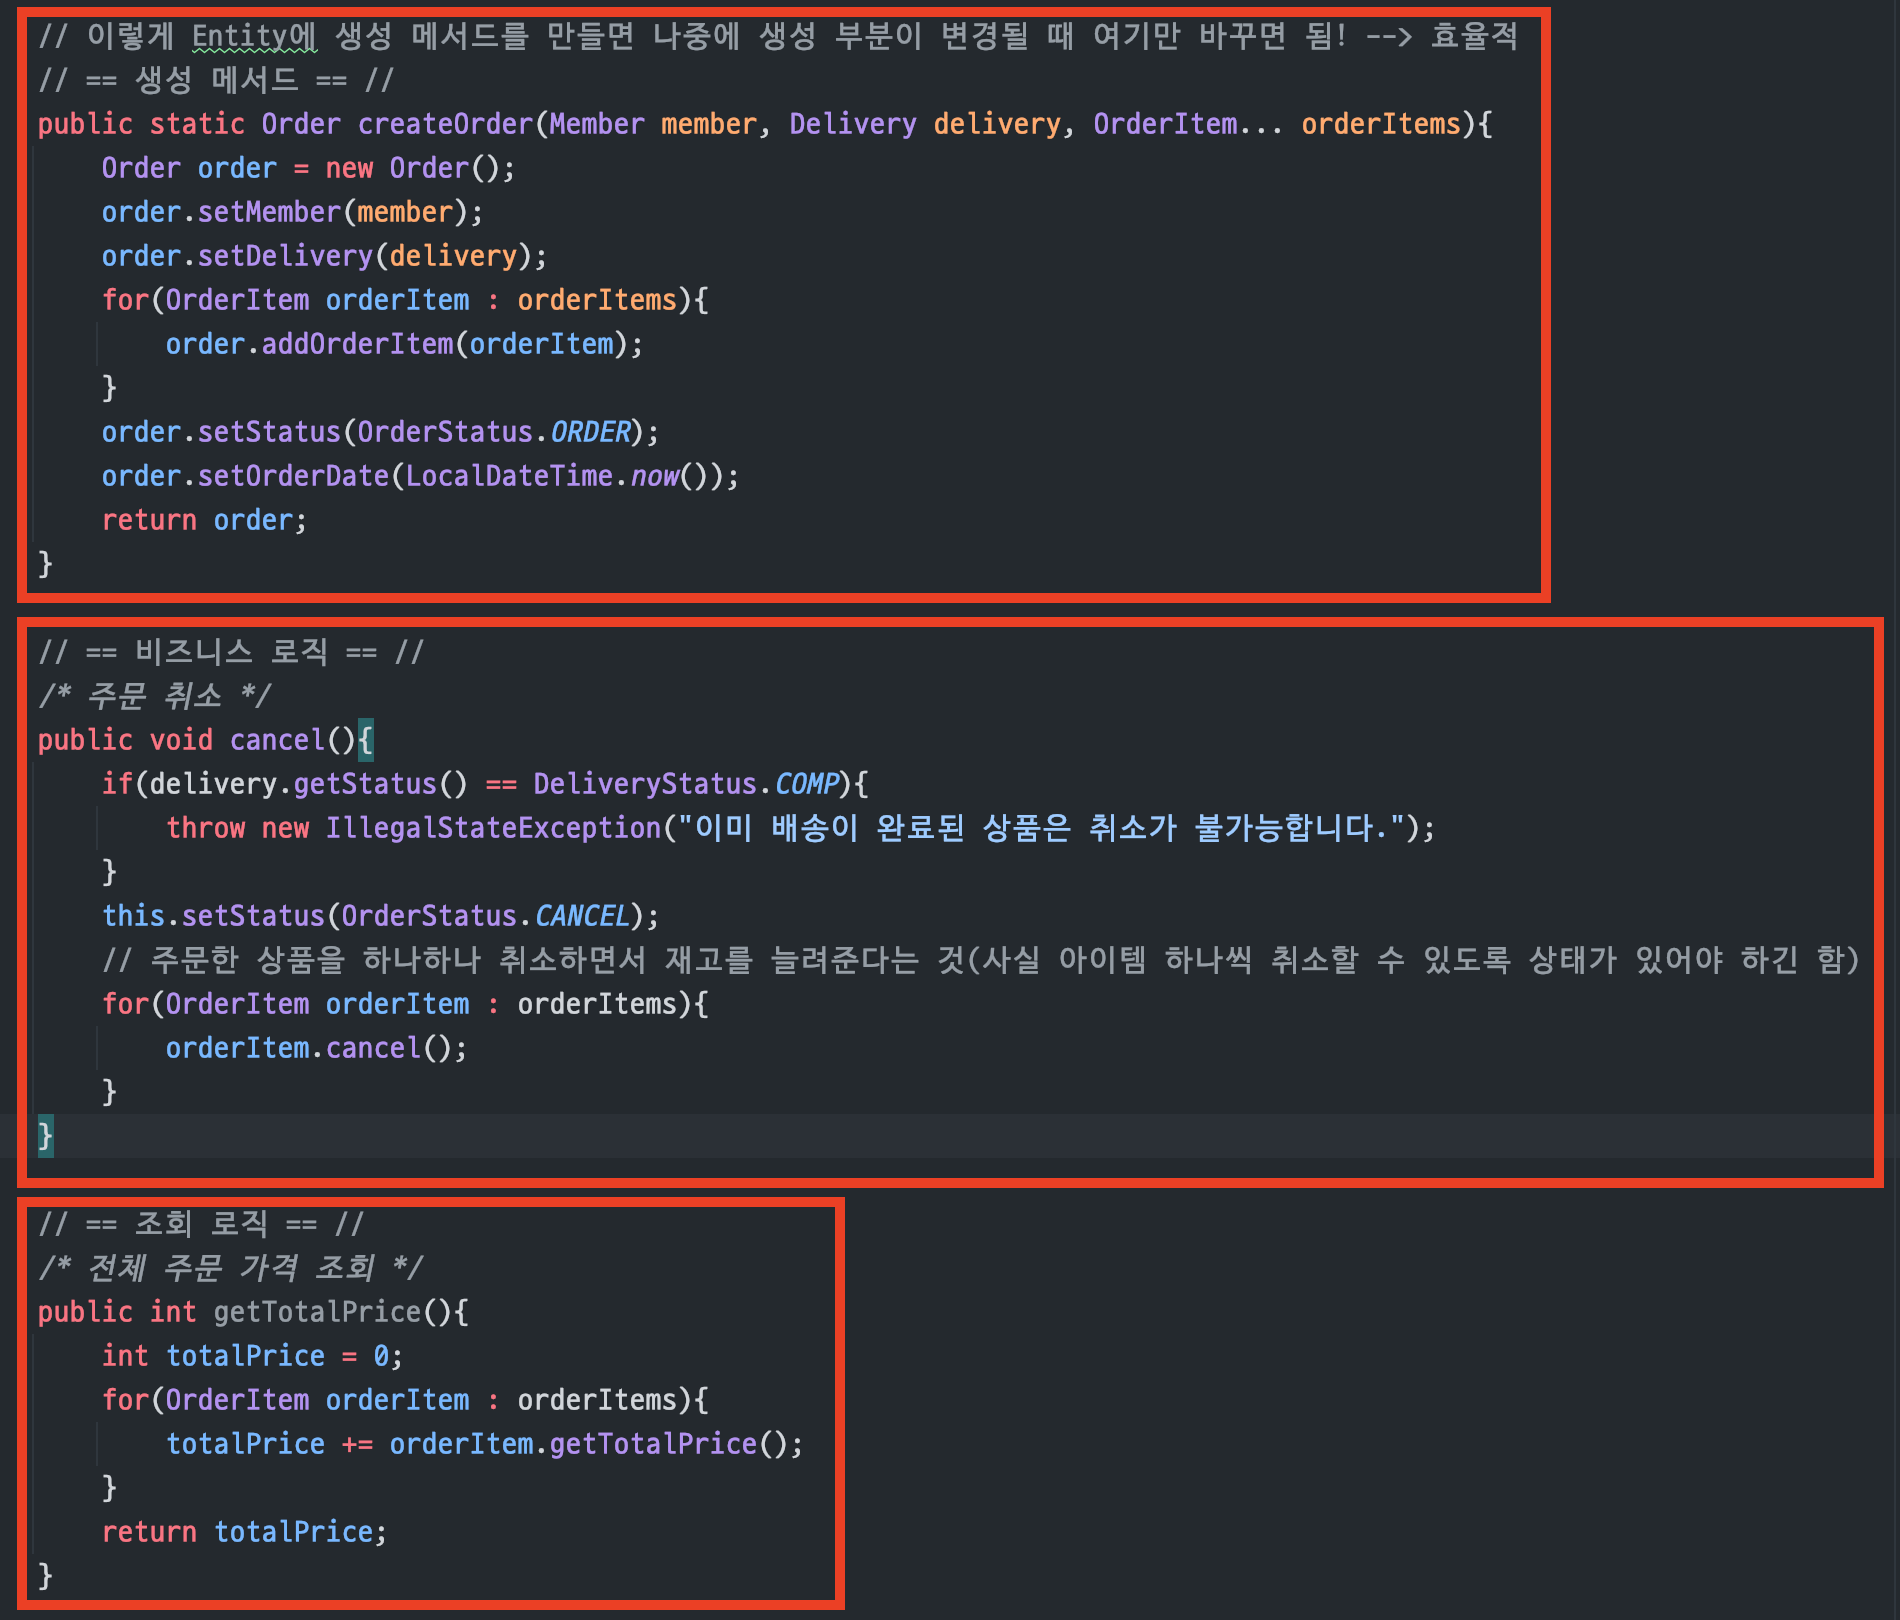 // 이렇게 Entity에 생성 메서드를 만들면 나중에 생성 부분이 변경될 때 여기만 바꾸면 됨! --> 효율적
// == 생성 메서드 == //
public static Order createOrder(Member member, Delivery delivery, OrderItem... orderItems){
    Order order = new Order();
    order.setMember(member);
    order.setDelivery(delivery);
    for(OrderItem orderItem : orderItems){
        order.addOrderItem(orderItem);
    }
    order.setStatus(OrderStatus.ORDER);
    order.setOrderDate(LocalDateTime.now());
    return order;
}
// == 비즈니스 로직 == //
/* 주문 취소 */
public void cancel(){
    if(delivery.getStatus() == DeliveryStatus.COMP){
        throw new IllegalStateException("이미 배송이 완료된 상품은 취소가 불가능합니다.");
    }
    this.setStatus(OrderStatus.CANCEL);
    // 주문한 상품을 하나하나 취소하면서 재고를 늘려준다는 것(사실 아이템 하나씩 취소할 수 있도록 상태가 있어야 하긴 함)
    for(OrderItem orderItem : orderItems){
        orderItem.cancel();
    }
}
// == 조회 로직 == //
/* 전체 주문 가격 조회 */
public int getTotalPrice(){
    int totalPrice = 0;
    for(OrderItem orderItem : orderItems){
        totalPrice += orderItem.getTotalPrice();
    }
    return totalPrice;
}